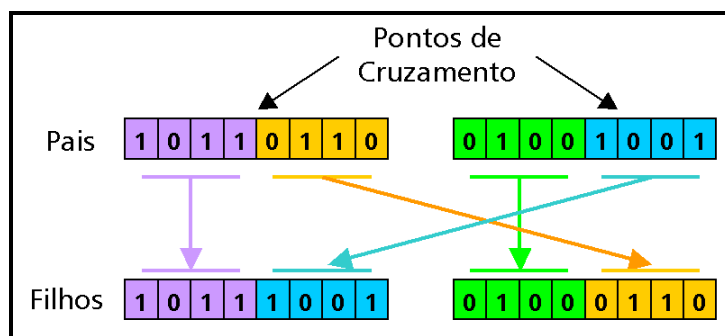 Pontos de
Cruzamento
Pais 1 0 1 1 0 1 1 0 0 1 0 0 1 0 0 1
Filhos 1 0 1 1 1 0 0 1 0 1 0 0 0 1 1 0